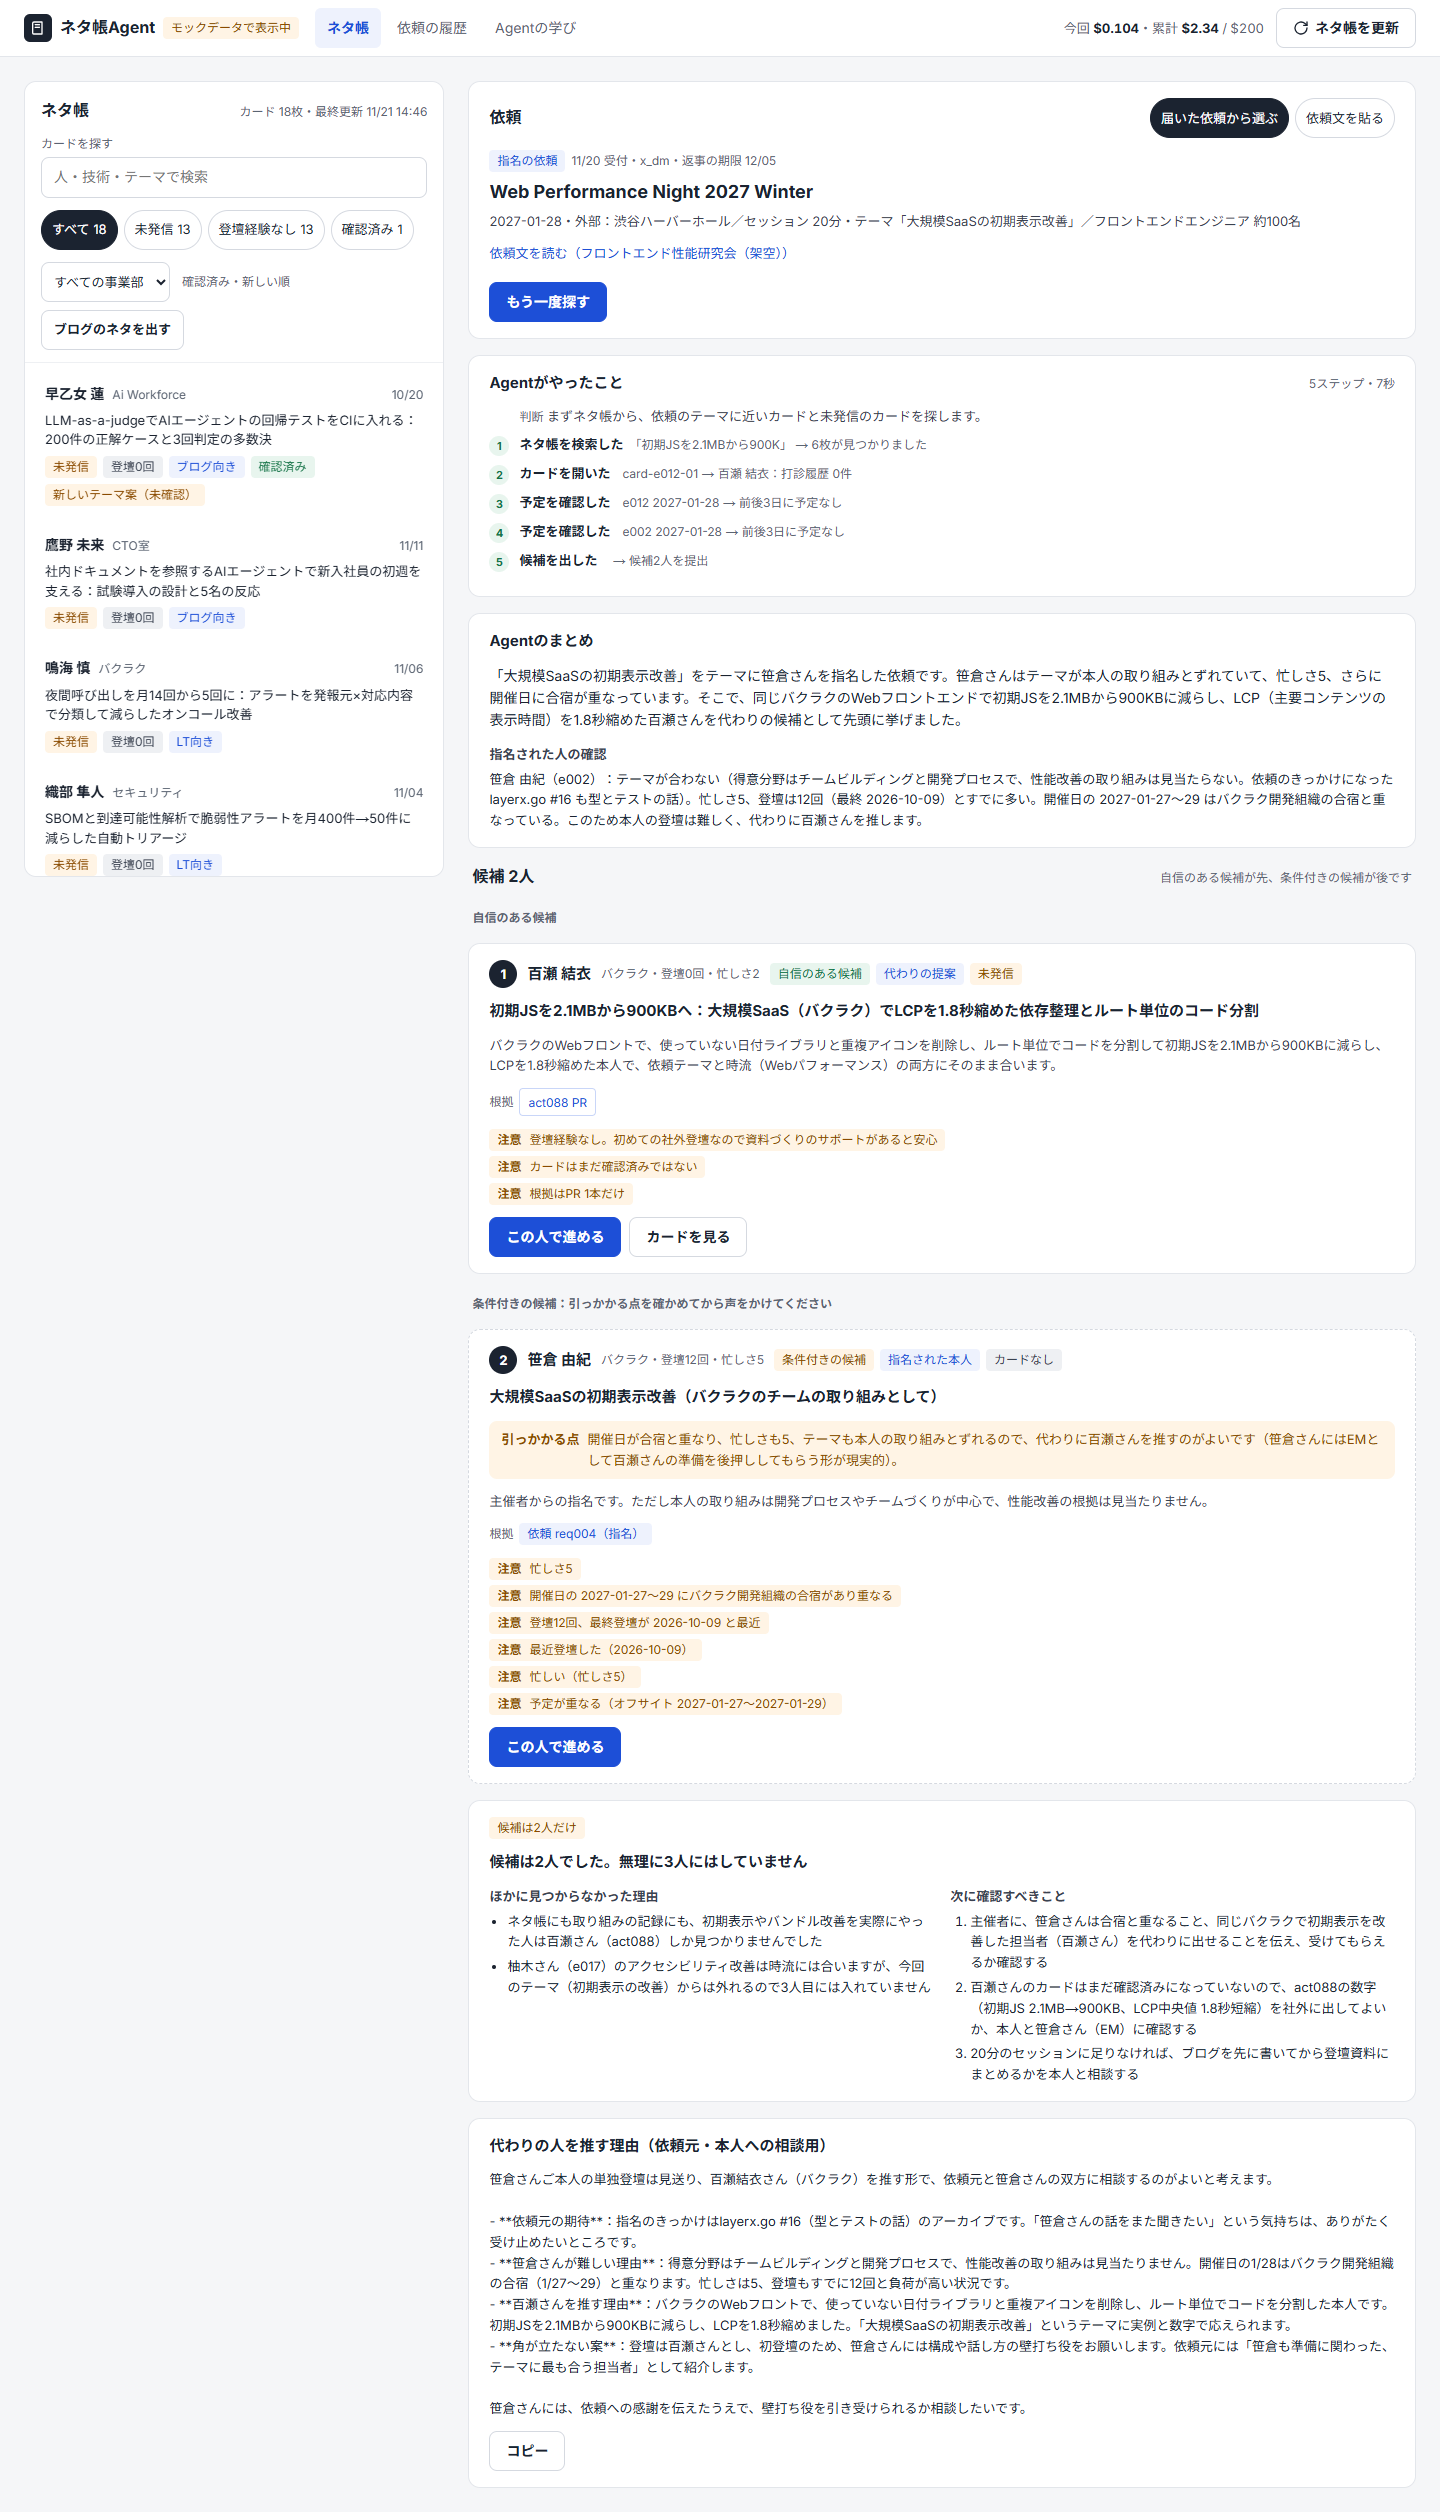 ネタ帳Agent
モックデータで表示中
ネタ帳
依頼の履歴
Agentの学び
今回 $0.104・累計 $2.34 / $200
ネタ帳を更新
ネタ帳
カード 18枚・最終更新 11/21 14:46
カードを探す
人・技術・テーマで検索
すべて 18
未発信 13
登壇経験なし 13
確認済み 1
すべての事業部
確認済み・新しい順
ブログのネタを出す
早乙女 蓮 Ai Workforce 10/20
LLM-as-a-judgeでAIエージェントの回帰テストをCIに入れる：
200件の正解ケースと3回判定の多数決
未発信 登壇0回 ブログ向き 確認済み
新しいテーマ案（未確認）
鷹野 未来 CTO室 11/11
社内ドキュメントを参照するAIエージェントで新入社員の初週を
支える：試験導入の設計と5名の反応
未発信 登壇0回 ブログ向き
鳴海 慎 バクラク 11/06
夜間呼び出しを月14回から5回に：アラートを発報元×対応内容
で分類して減らしたオンコール改善
未発信 登壇0回 LT向き
織部 隼人 セキュリティ 11/04
SBOMと到達可能性解析で脆弱性アラートを月400件→50件に
減らした自動トリアージ
未発信 登壇0回 LT向き
依頼
届いた依頼から選ぶ
依頼文を貼る
指名の依頼 11/20 受付・x_dm・返事の期限 12/05
Web Performance Night 2027 Winter
2027-01-28・外部：渋谷ハーバーホール／セッション 20分・テーマ「大規模SaaSの初期表示改善」／フロントエンドエンジニア 約100名
依頼文を読む（フロントエンド性能研究会（架空））
もう一度探す
Agentがやったこと
5ステップ・7秒
判断 まずネタ帳から、依頼のテーマに近いカードと未発信のカードを探します。
1 ネタ帳を検索した 「初期JSを2.1MBから900K」 → 6枚が見つかりました
2 カードを開いた card-e012-01 → 百瀬 結衣：打診履歴 0件
3 予定を確認した e012 2027-01-28 → 前後3日に予定なし
4 予定を確認した e002 2027-01-28 → 前後3日に予定なし
5 候補を出した → 候補2人を提出
Agentのまとめ
「大規模SaaSの初期表示改善」をテーマに笹倉さんを指名した依頼です。笹倉さんはテーマが本人の取り組みとずれていて、忙しさ5、さらに
開催日に合宿が重なっています。そこで、同じバクラクのWebフロントエンドで初期JSを2.1MBから900KBに減らし、LCP（主要コンテンツの
表示時間）を1.8秒縮めた百瀬さんを代わりの候補として先頭に挙げました。
指名された人の確認
笹倉 由紀（e002）：テーマが合わない（得意分野はチームビルディングと開発プロセスで、性能改善の取り組みは見当たらない。依頼のきっかけになった
layerx.go #16 も型とテストの話）。忙しさ5、登壇は12回（最終 2026-10-09）とすでに多い。開催日の 2027-01-27〜29 はバクラク開発組織の合宿と重
なっている。このため本人の登壇は難しく、代わりに百瀬さんを推します。
候補 2人
自信のある候補が先、条件付きの候補が後です
自信のある候補
1 百瀬 結衣 バクラク・登壇0回・忙しさ2 自信のある候補 代わりの提案 未発信
初期JSを2.1MBから900KBへ：大規模SaaS（バクラク）でLCPを1.8秒縮めた依存整理とルート単位のコード分割
バクラクのWebフロントで、使っていない日付ライブラリと重複アイコンを削除し、ルート単位でコードを分割して初期JSを2.1MBから900KBに減らし、
LCPを1.8秒縮めた本人で、依頼テーマと時流（Webパフォーマンス）の両方にそのまま合います。
根拠 act088 PR
注意 登壇経験なし。初めての社外登壇なので資料づくりのサポートがあると安心
注意 カードはまだ確認済みではない
注意 根拠はPR 1本だけ
この人で進める
カードを見る
条件付きの候補：引っかかる点を確かめてから声をかけてください
2 笹倉 由紀 バクラク・登壇12回・忙しさ5 条件付きの候補 指名された本人 カードなし
大規模SaaSの初期表示改善（バクラクのチームの取り組みとして）
引っかかる点 開催日が合宿と重なり、忙しさも5、テーマも本人の取り組みとずれるので、代わりに百瀬さんを推すのがよいです（笹倉さんにはEMと
して百瀬さんの準備を後押ししてもらう形が現実的）。
主催者からの指名です。ただし本人の取り組みは開発プロセスやチームづくりが中心で、性能改善の根拠は見当たりません。
根拠 依頼 req004（指名）
注意 忙しさ5
注意 開催日の 2027-01-27〜29 にバクラク開発組織の合宿があり重なる
注意 登壇12回、最終登壇が 2026-10-09 と最近
注意 最近登壇した（2026-10-09）
注意 忙しい（忙しさ5）
注意 予定が重なる（オフサイト 2027-01-27〜2027-01-29）
この人で進める
候補は2人だけ
候補は2人でした。無理に3人にはしていません
ほかに見つからなかった理由
• ネタ帳にも取り組みの記録にも、初期表示やバンドル改善を実際にやっ
た人は百瀬さん（act088）しか見つかりませんでした
• 柚木さん（e017）のアクセシビリティ改善は時流には合いますが、今回
のテーマ（初期表示の改善）からは外れるので3人目には入れていません
次に確認すべきこと
1. 主催者に、笹倉さんは合宿と重なること、同じバクラクで初期表示を改
善した担当者（百瀬さん）を代わりに出せることを伝え、受けてもらえ
るか確認する
2. 百瀬さんのカードはまだ確認済みになっていないので、act088の数字
（初期JS 2.1MB→900KB、LCP中央値 1.8秒短縮）を社外に出してよい
か、本人と笹倉さん（EM）に確認する
3. 20分のセッションに足りなければ、ブログを先に書いてから登壇資料に
まとめるかを本人と相談する
代わりの人を推す理由（依頼元・本人への相談用）
笹倉さんご本人の単独登壇は見送り、百瀬結衣さん（バクラク）を推す形で、依頼元と笹倉さんの双方に相談するのがよいと考えます。
- **依頼元の期待**：指名のきっかけはlayerx.go #16（型とテストの話）のアーカイブです。「笹倉さんの話をまた聞きたい」という気持ちは、ありがたく
受け止めたいところです。
- **笹倉さんが難しい理由**：得意分野はチームビルディングと開発プロセスで、性能改善の取り組みは見当たりません。開催日の1/28はバクラク開発組織
の合宿（1/27〜29）と重なります。忙しさは5、登壇もすでに12回と負荷が高い状況です。
- **百瀬さんを推す理由**：バクラクのWebフロントで、使っていない日付ライブラリと重複アイコンを削除し、ルート単位でコードを分割した本人です。
初期JSを2.1MBから900KBに減らし、LCPを1.8秒縮めました。「大規模SaaSの初期表示改善」というテーマに実例と数字で応えられます。
- **角が立たない案**：登壇は百瀬さんとし、初登壇のため、笹倉さんには構成や話し方の壁打ち役をお願いします。依頼元には「笹倉も準備に関わった、
テーマに最も合う担当者」として紹介します。
笹倉さんには、依頼への感謝を伝えたうえで、壁打ち役を引き受けられるか相談したいです。
コピー